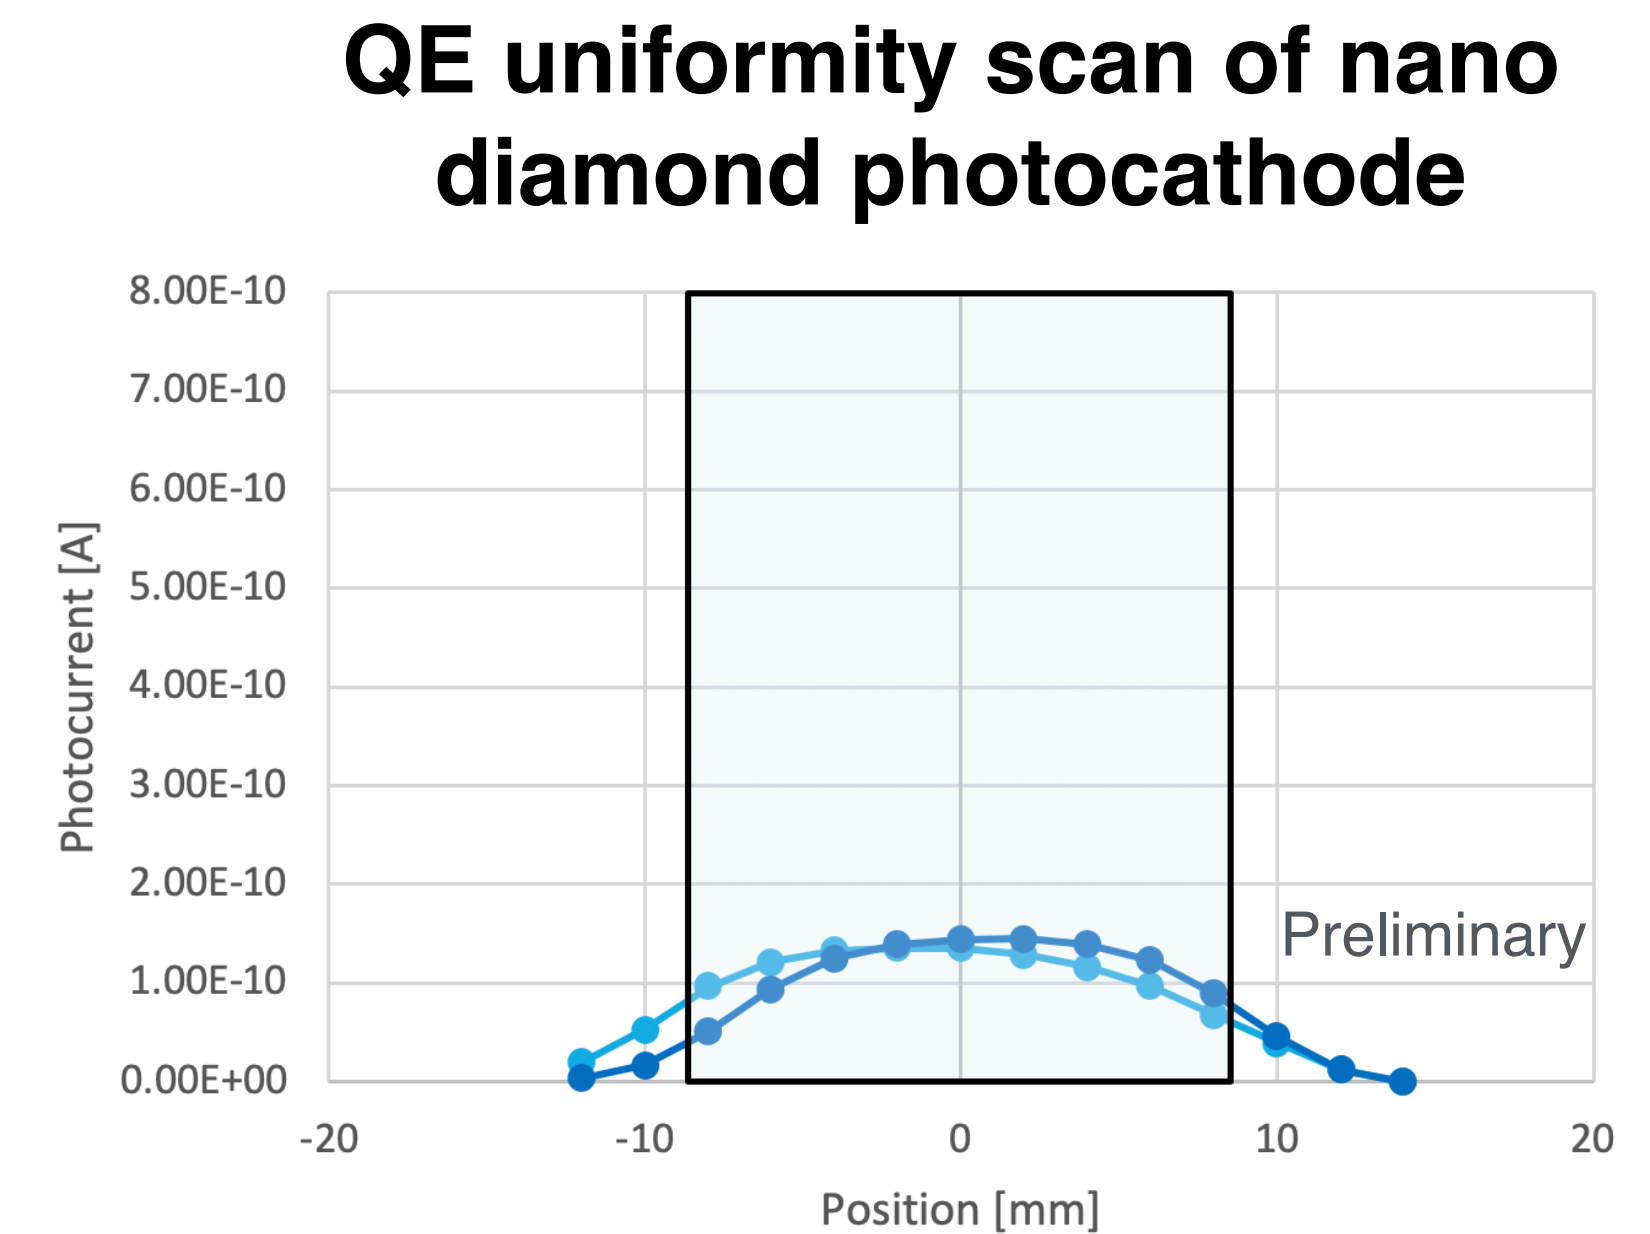 QE uniformity scan of nano
diamond photocathode
8.00E-10
7.00E-10
6.00E-10
5.00E-10
4.00E-10
3.00E-10
2.00E-10
1.00E-10
0.00E+00
Photocurrent [A]
Preliminary
-20 -10 0 10 20
Position [mm]